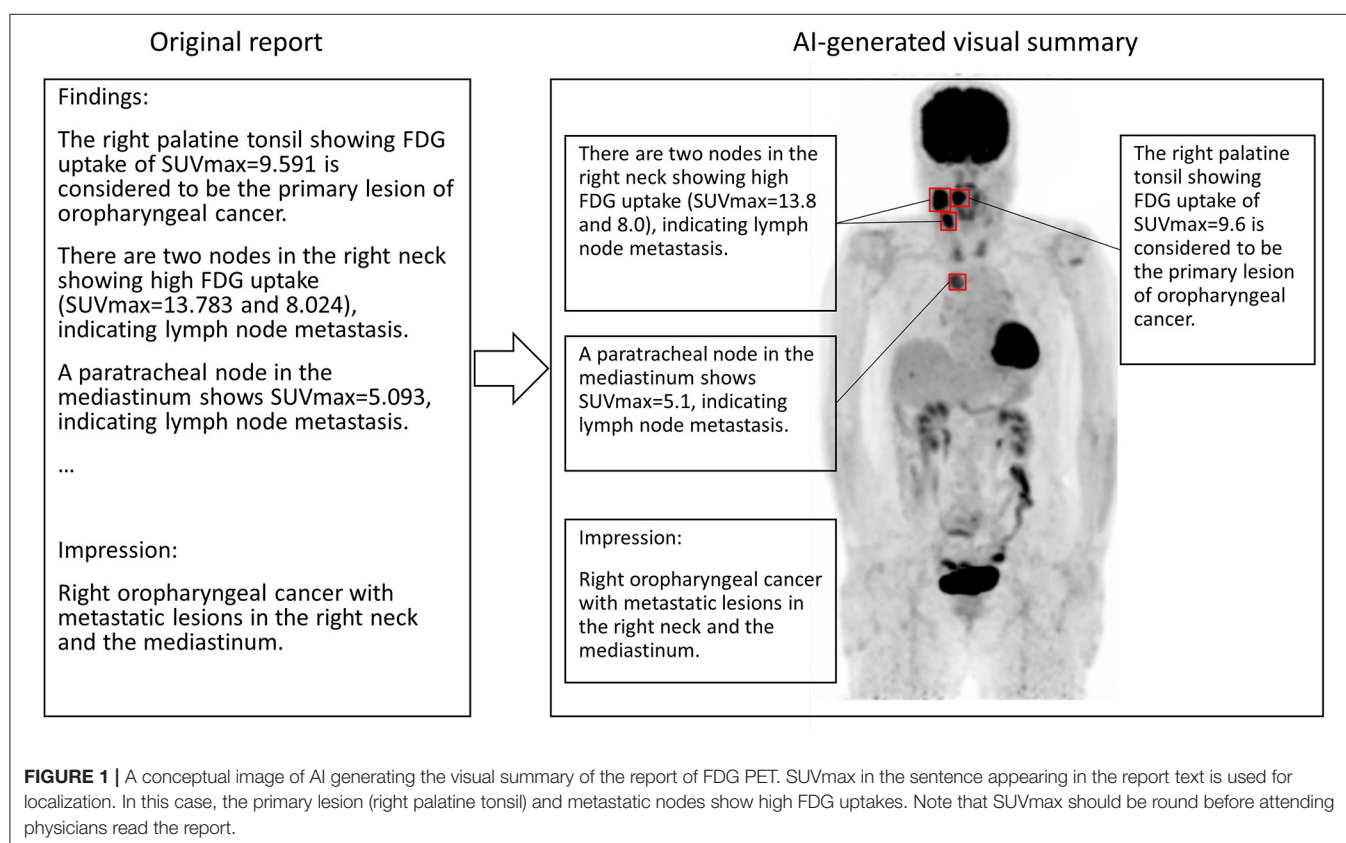 Original report
Findings:
The right palatine tonsil showing FDG
uptake of SUVmax=9.591 is
considered to be the primary lesion of
oropharyngeal cancer.
There are two nodes in the right neck
showing high FDG uptake
(SUVmax=13.783 and 8.024),
indicating lymph node metastasis.
A paratracheal node in the
mediastinum shows SUVmax=5.093,
indicating lymph node metastasis.
...
Impression:
Right oropharyngeal cancer with
metastatic lesions in the right neck
and the mediastinum.
AI-generated visual summary
There are two nodes in the
right neck showing high
FDG uptake (SUVmax=13.8
and 8.0), indicating lymph
node metastasis.
A paratracheal node in the
mediastinum shows
SUVmax=5.1, indicating
lymph node metastasis.
Impression:
Right oropharyngeal cancer
with metastatic lesions in
the right neck and the
mediastinum.
The right palatine
tonsil showing
FDG uptake of
SUVmax=9.6 is
considered to be
the primary lesion
of oropharyngeal
cancer.
FIGURE 1 | A conceptual image of AI generating the visual summary of the report of FDG PET. SUVmax in the sentence appearing in the report text is used for
localization. In this case, the primary lesion (right palatine tonsil) and metastatic nodes show high FDG uptakes. Note that SUVmax should be round before attending
physicians read the report.